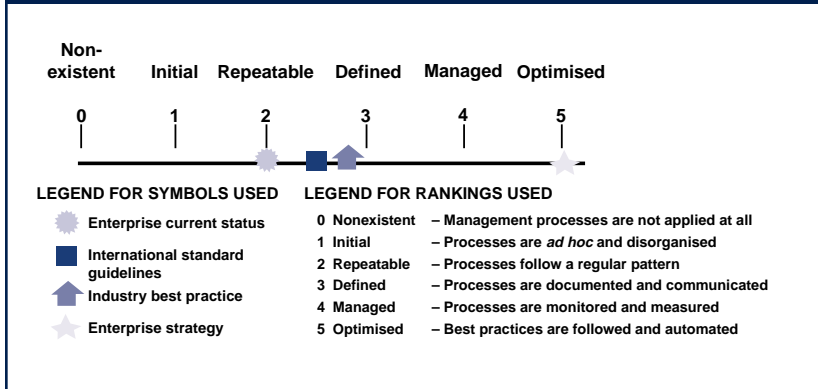 Non-
existent Initial Repeatable Defined Managed Optimised
0 1 2 3 4 5
LEGEND FOR SYMBOLS USED
Enterprise current status
International standard
guidelines
Industry best practice
Enterprise strategy
LEGEND FOR RANKINGS USED
0 Nonexistent – Management processes are not applied at all
1 Initial – Processes are ad hoc and disorganised
2 Repeatable – Processes follow a regular pattern
3 Defined – Processes are documented and communicated
4 Managed – Processes are monitored and measured
5 Optimised – Best practices are followed and automated